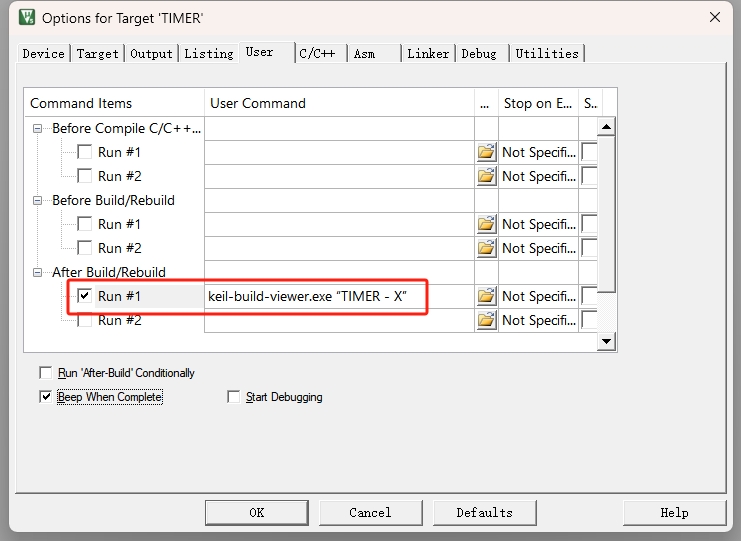 Options for Target 'TIMER'
Device Target Output Listing User C/C++ Asm Linker Debug Utilities
Command Items User Command ... Stop on E... S..
Before Compile C/C++...
Run #1 Not Specifi...
Run #2 Not Specifi...
Before Build/Rebuild
Run #1 Not Specifi...
Run #2 Not Specifi...
After Build/Rebuild
Run #1 keil-build-viewer.exe “TIMER - X” Not Specifi...
Run #2 Not Specifi...
Run 'After-Build' Conditionally
Beep When Complete Start Debugging
OK Cancel Defaults Help